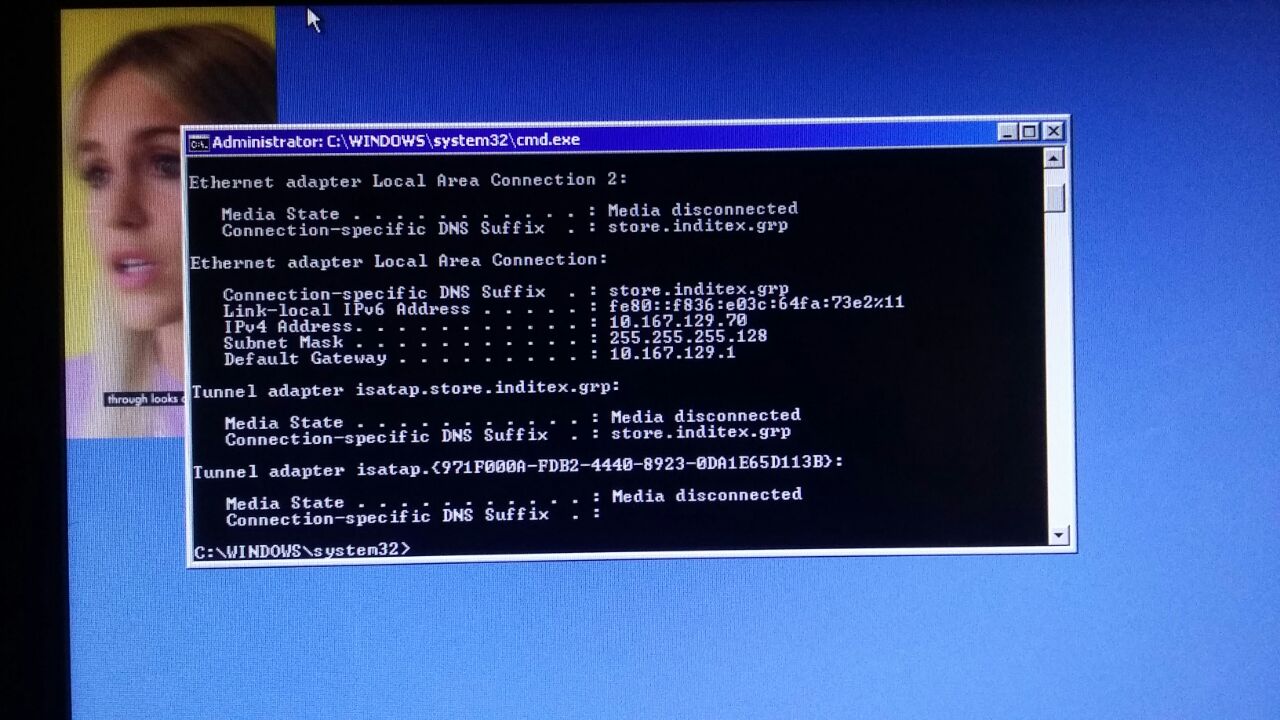 Administrator: C:\WINDOWS\system32\cmd.exe
Ethernet adapter Local Area Connection 2:
Media State . . . . . . . . . . . : Media disconnected
Connection-specific DNS Suffix  . : store.inditex.grp
Ethernet adapter Local Area Connection:
Connection-specific DNS Suffix  . : store.inditex.grp
Link-local IPv6 Address . . . . . : fe80::f836:e03c:64fa:73e2%11
IPv4 Address. . . . . . . . . . . : 10.167.129.70
Subnet Mask . . . . . . . . . . . : 255.255.255.128
Default Gateway . . . . . . . . . : 10.167.129.1
Tunnel adapter isatap.store.inditex.grp:
Media State . . . . . . . . . . . : Media disconnected
Connection-specific DNS Suffix  . : store.inditex.grp
Tunnel adapter isatap.{971F000A-FDB2-4440-8923-0DA1E65D113B}:
Media State . . . . . . . . . . . : Media disconnected
Connection-specific DNS Suffix  . :
C:\WINDOWS\system32>
through looks